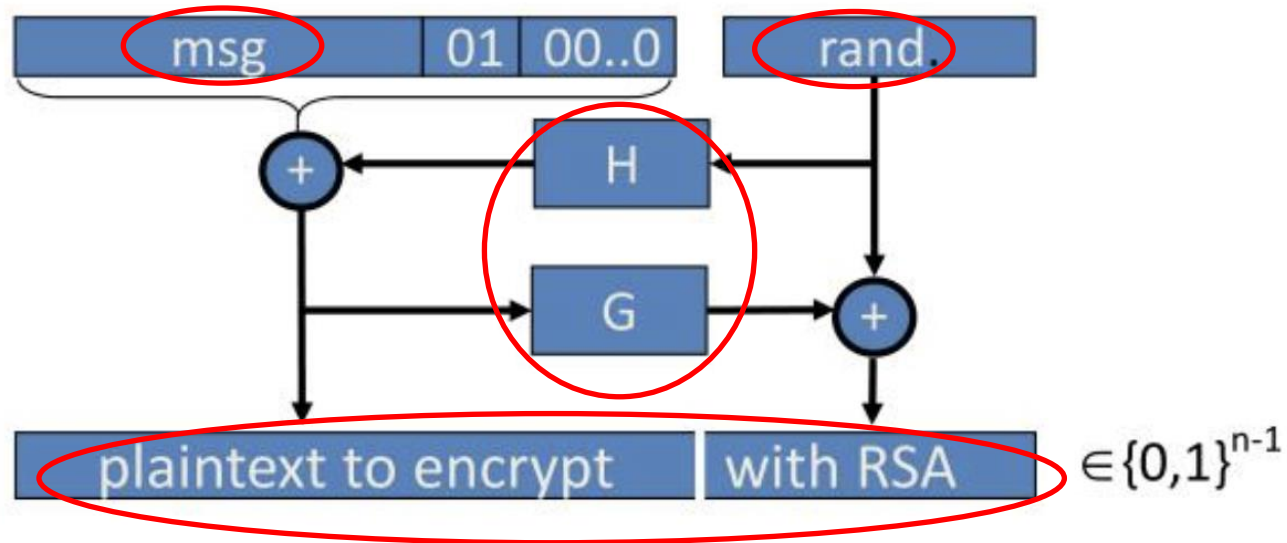 msg 01 00..0 rand.
+ H
G +
plaintext to encrypt with RSA ∈{0,1}ⁿ⁻¹